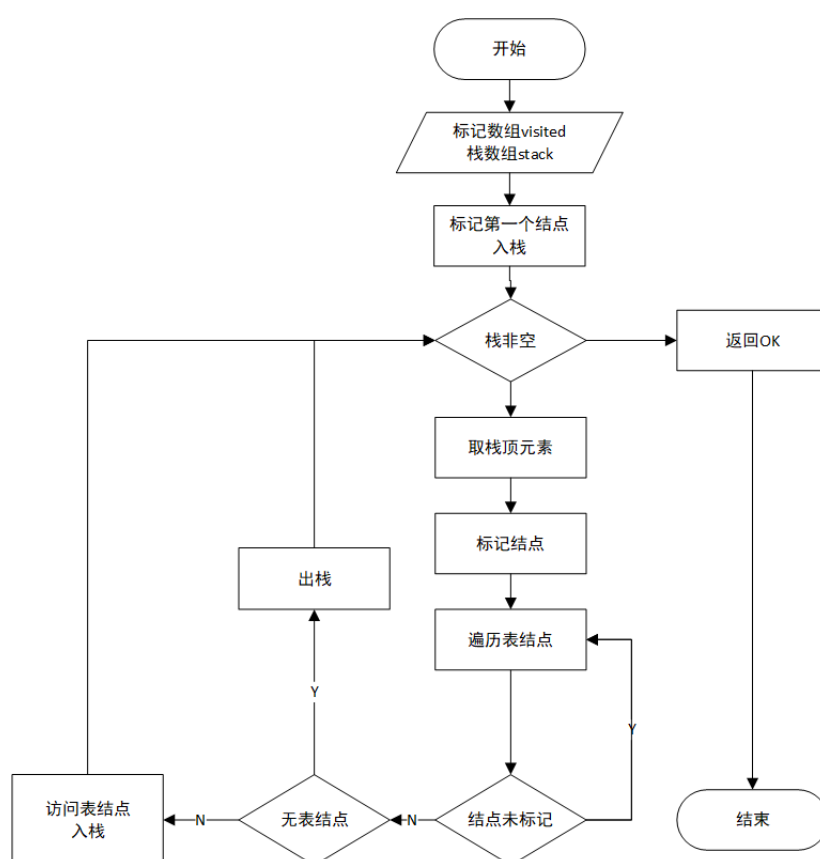 开始
标记数组visited
栈数组stack
标记第一个结点
入栈
栈非空
返回OK
取栈顶元素
标记结点
出栈
遍历表结点
Y
Y
访问表结点
入栈
N
无表结点
N
结点未标记
结束